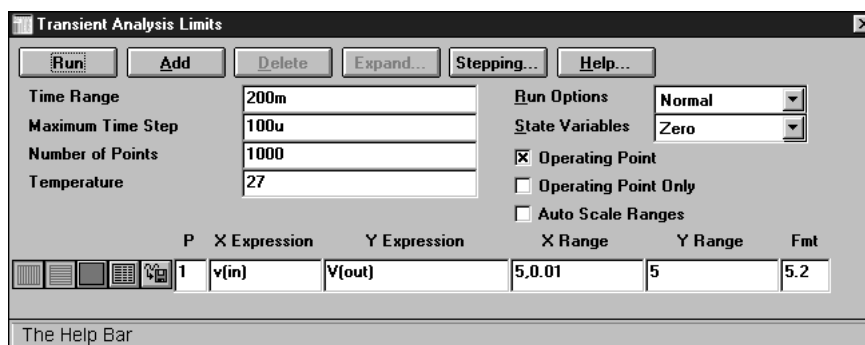 Transient Analysis Limits
Run Add Delete Expand... Stepping... Help...
Time Range 200m Run Options Normal
Maximum Time Step 100u State Variables Zero
Number of Points 1000 Operating Point
Temperature 27 Operating Point Only
Auto Scale Ranges
P X Expression Y Expression X Range Y Range Fmt
1 v(in) V(out) 5,0.01 5 5.2
The Help Bar